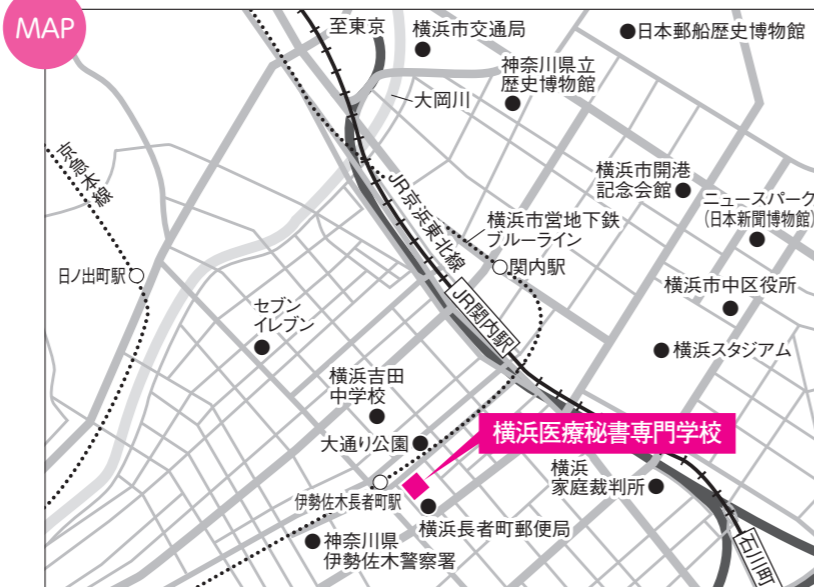 MAP
至東京
横浜市交通局
日本郵船歴史博物館
神奈川県立
歴史博物館
大岡川
京急本線
JR京浜東北線
横浜市開港
記念会館
ニュースパーク
(日本新聞博物館)
横浜市営地下鉄
ブルーライン
関内駅
日ノ出町駅
横浜市中区役所
セブン
イレブン
JR関内駅
横浜スタジアム
横浜吉田
中学校
横浜医療秘書専門学校
大通り公園
横浜
家庭裁判所
伊勢佐木長者町駅
横浜長者町郵便局
神奈川県
伊勢佐木警察署
石川町